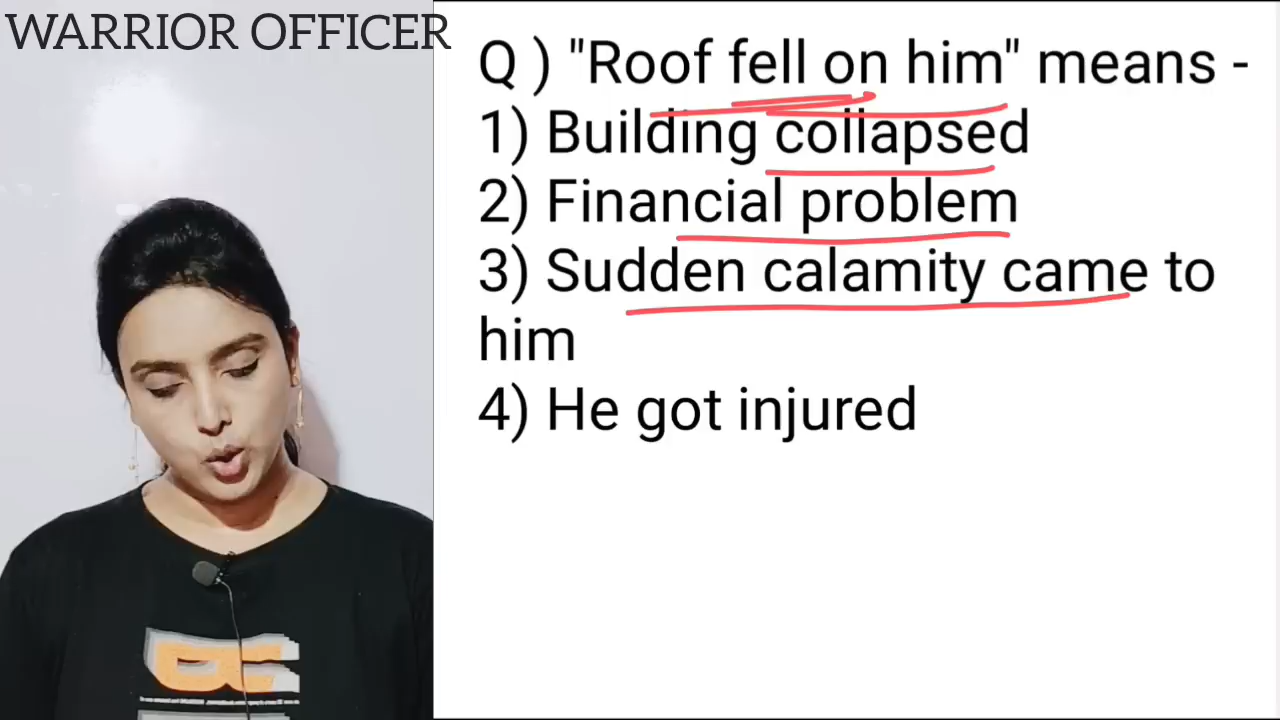 WARRIOR OFFICER
Q ) "Roof fell on him" means -
1) Building collapsed
2) Financial problem
3) Sudden calamity came to
him
4) He got injured